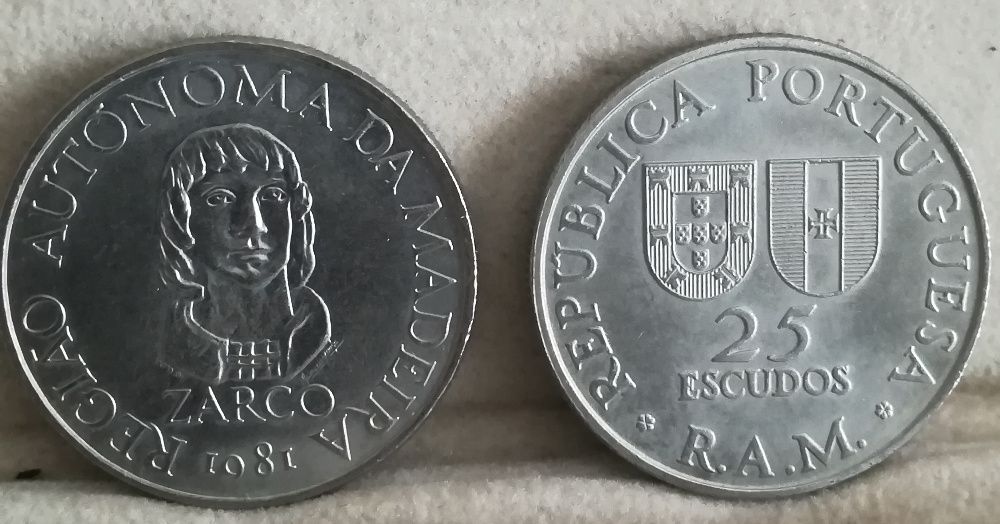 REGIÃO AUTÓNOMA DA MADEIRA
ZARCO
1981
REPÚBLICA PORTUGUESA
25
ESCUDOS
* R.A.M. *